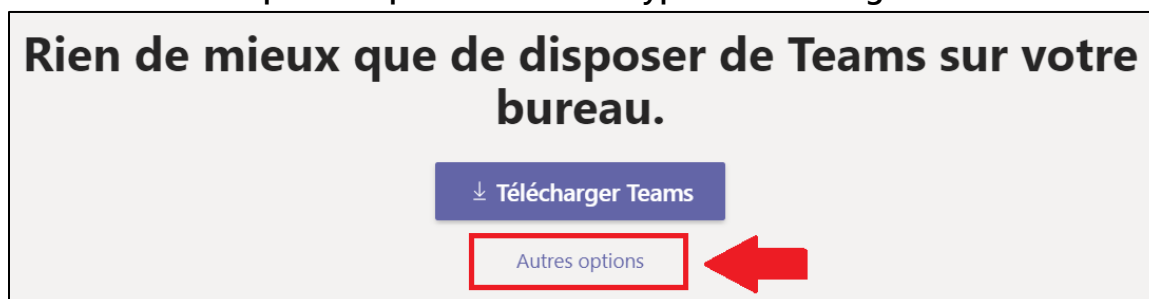 Rien de mieux que de disposer de Teams sur votre
bureau.
Télécharger Teams
Autres options